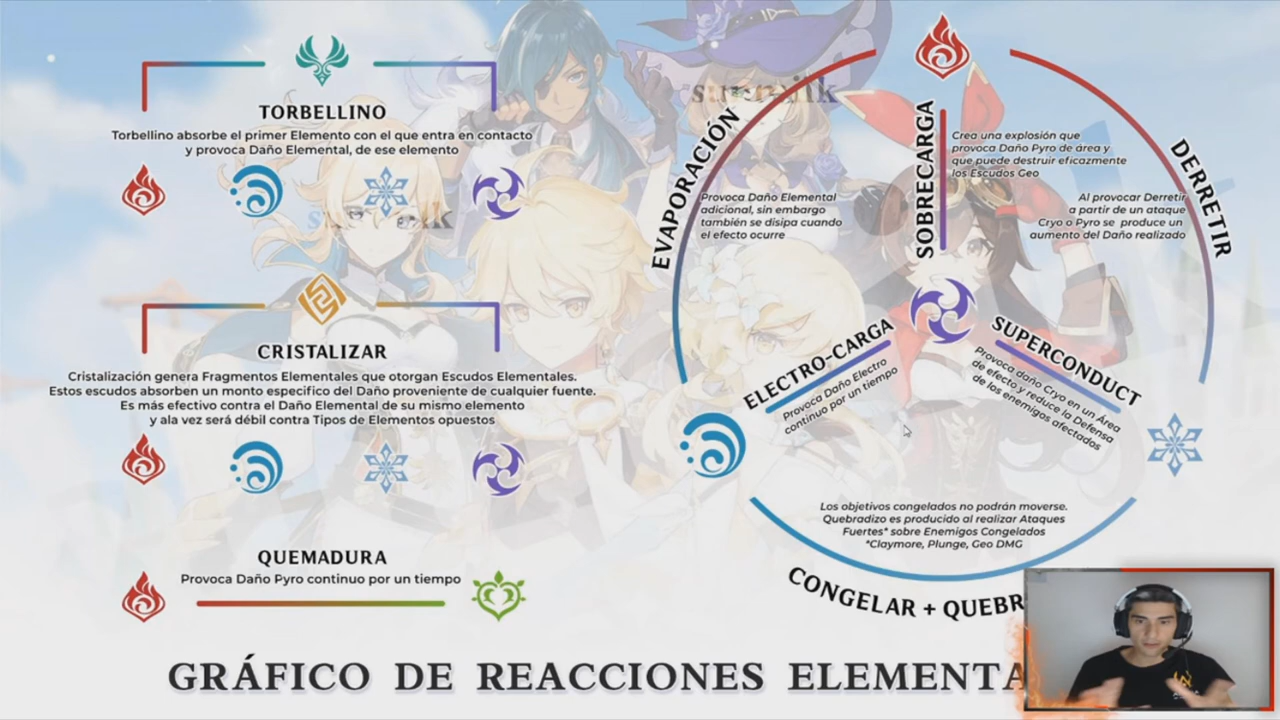 TORBELLINO
Torbellino absorbe el primer Elemento con el que entra en contacto
y provoca Daño Elemental, de ese elemento
CRISTALIZAR
Cristalización genera Fragmentos Elementales que otorgan Escudos Elementales.
Estos escudos absorben un monto especifico del Daño proveniente de cualquier fuente.
Es más efectivo contra el Daño Elemental de su mismo elemento
y ala vez será débil contra Tipos de Elementos opuestos
QUEMADURA
Provoca Daño Pyro continuo por un tiempo
EVAPORACIÓN
Provoca Daño Elemental
adicional, sin embargo
también se disipa cuando
el efecto ocurre
SOBRECARGA
Crea una explosión que
provoca Daño Pyro de área y
que puede destruir eficazmente
los Escudos Geo
DERRETIR
Al provocar Derretir
a partir de un ataque
Cryo o Pyro se produce un
aumento del Daño realizado
ELECTRO-CARGA
Provoca Daño Electro
continuo por un tiempo
SUPERCONDUCT
Provoca daño Cryo en un Área
de efecto y reduce la Defensa
de los enemigos afectados
Los objetivos congelados no podrán moverse.
Quebradizo es producido al realizar Ataques
Fuertes* sobre Enemigos Congelados
*Claymore, Plunge, Geo DMG
CONGELAR + QUEBR
GRÁFICO DE REACCIONES ELEMENTA